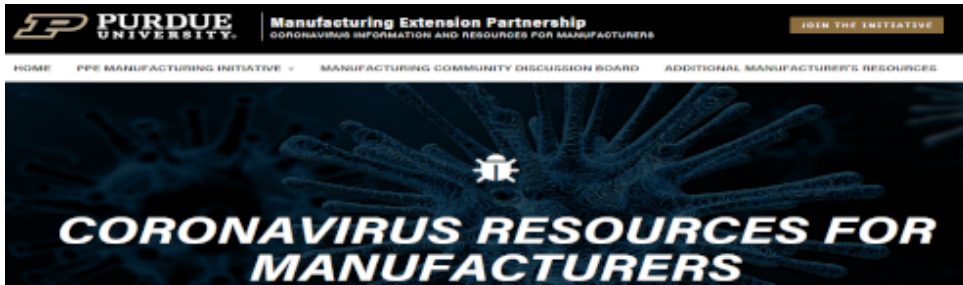 PURDUE
UNIVERSITY.
Manufacturing Extension Partnership
CORONAVIRUS INFORMATION AND RESOURCES FOR MANUFACTURERS
JOIN THE INITIATIVE
HOME PPE MANUFACTURING INITIATIVE MANUFACTURING COMMUNITY DISCUSSION BOARD ADDITIONAL MANUFACTURER'S RESOURCES
CORONAVIRUS RESOURCES FOR
MANUFACTURERS